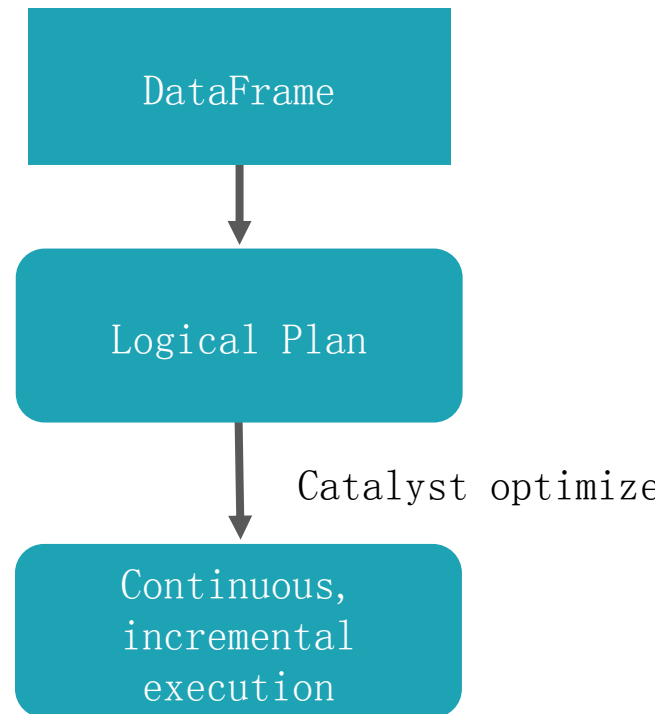 DataFrame
Logical Plan
Catalyst optimize
Continuous,
incremental
execution